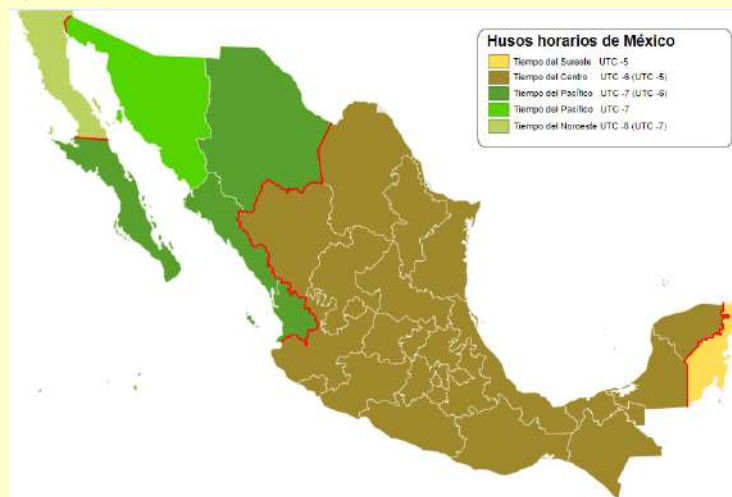 Husos horarios de México
Tiempo del Sureste UTC -5
Tiempo del Centro UTC -6 (UTC -5)
Tiempo del Pacífico UTC -7 (UTC -6)
Tiempo del Pacífico UTC -7
Tiempo del Noroeste UTC -8 (UTC -7)